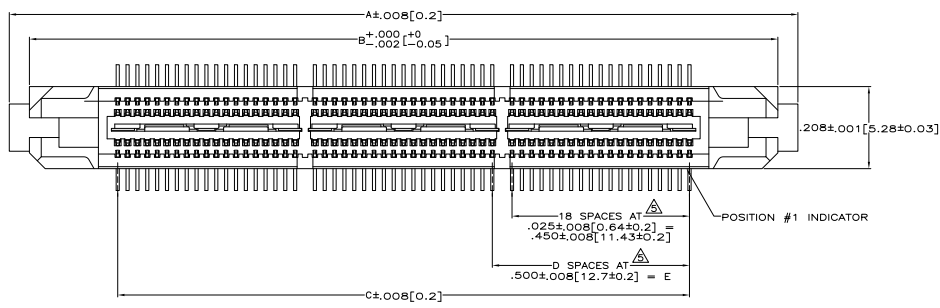 A±.008[0.2]
B+.000 -.002[+0 -0.05]
.208±.001[5.28±0.03]
18 SPACES AT 5
.025±.008[0.64±0.2] =
.450±.008[11.43±0.2]
POSITION #1 INDICATOR
D SPACES AT 5
.500±.008[12.7±0.2] = E
C±.008[0.2]